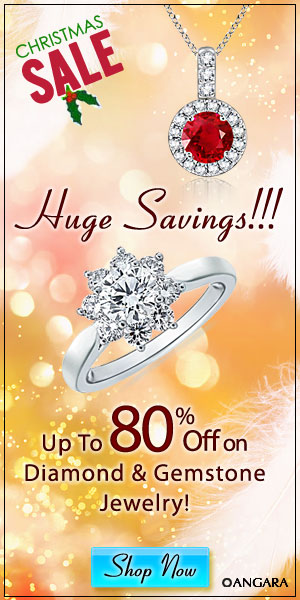 CHRISTMAS
SALE
Huge Savings!!!
Up To 80% Off on
Diamond & Gemstone
Jewelry!
Shop Now
ANGARA